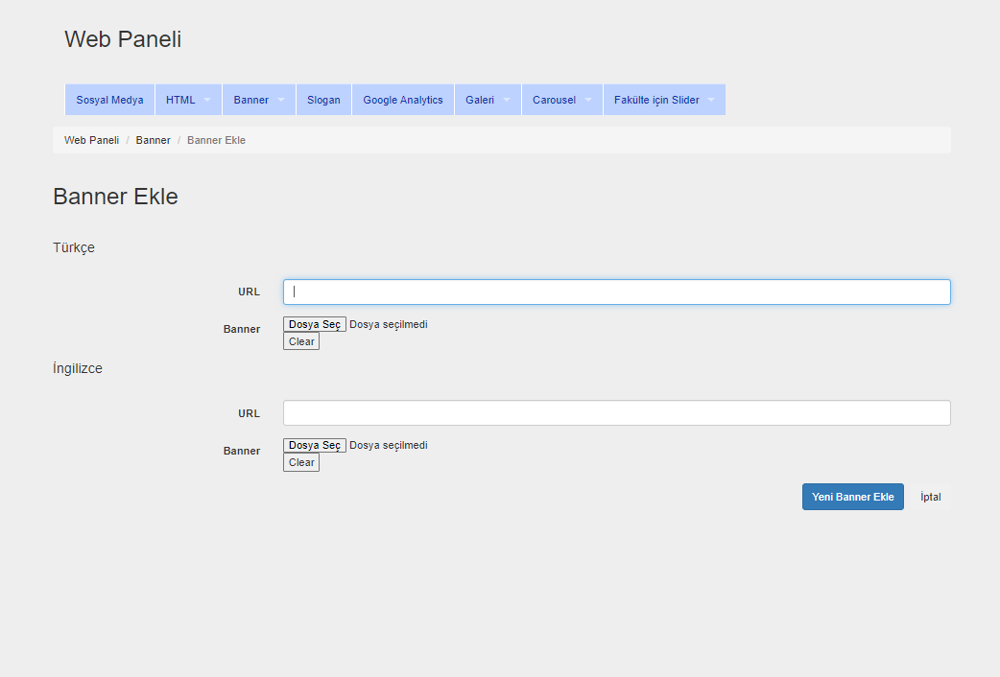 Web Paneli
Sosyal Medya HTML Banner Slogan Google Analytics Galeri Carousel Fakülte için Slider
Web Paneli / Banner / Banner Ekle
Banner Ekle
Türkçe
URL
Banner Dosya Seç Dosya seçilmedi
Clear
İngilizce
URL
Banner Dosya Seç Dosya seçilmedi
Clear
Yeni Banner Ekle İptal